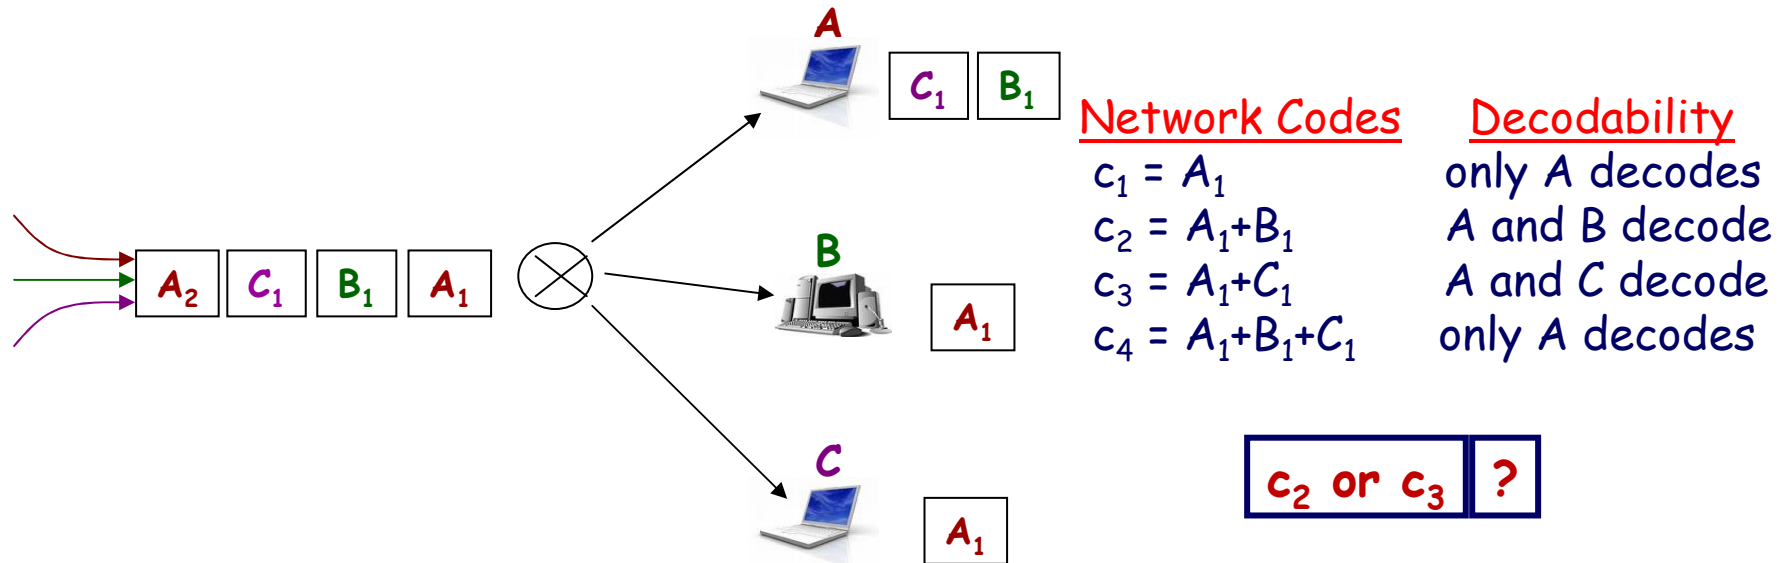 A
C₁ B₁
Network Codes Decodability
c₁ = A₁ only A decodes
c₂ = A₁+B₁ A and B decode
c₃ = A₁+C₁ A and C decode
c₄ = A₁+B₁+C₁ only A decodes
A₂ C₁ B₁ A₁
B
A₁
C
A₁
c₂ or c₃ ?